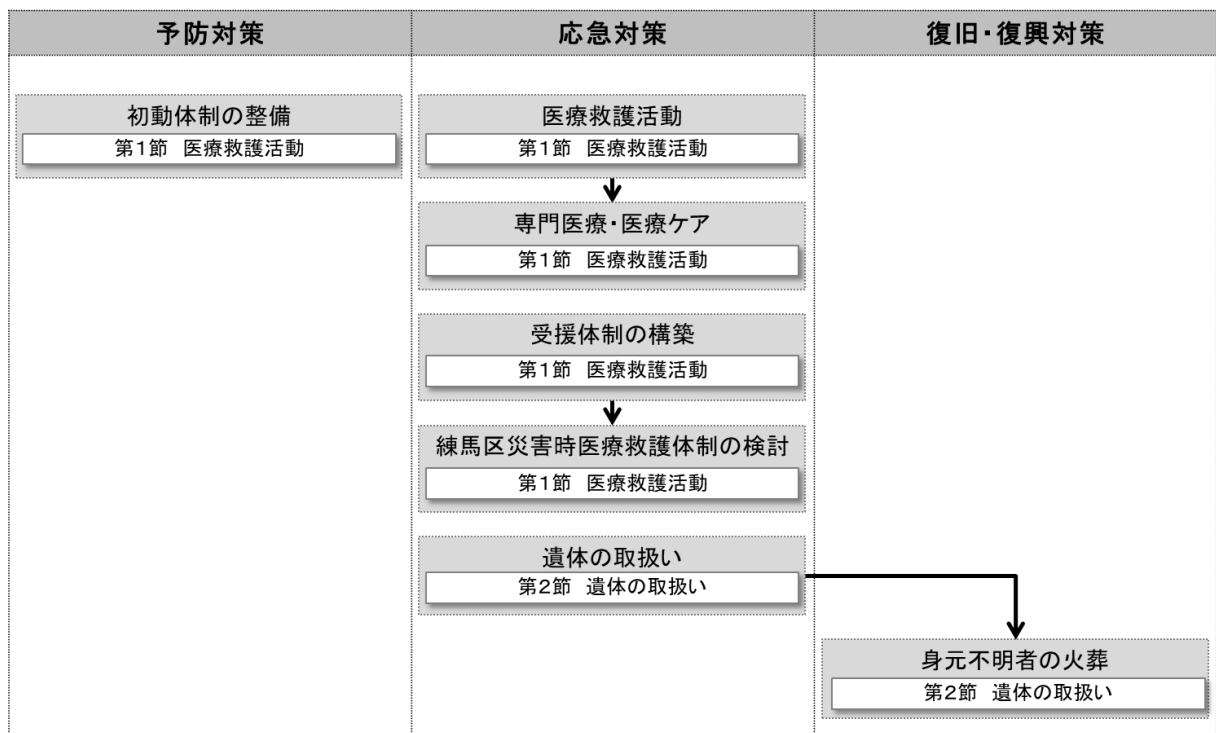 予防対策
応急対策
復旧・復興対策
初動体制の整備
第1節 医療救護活動
医療救護活動
第1節 医療救護活動
専門医療・医療ケア
第1節 医療救護活動
受援体制の構築
第1節 医療救護活動
練馬区災害時医療救護体制の検討
第1節 医療救護活動
遺体の取扱い
第2節 遺体の取扱い
身元不明者の火葬
第2節 遺体の取扱い